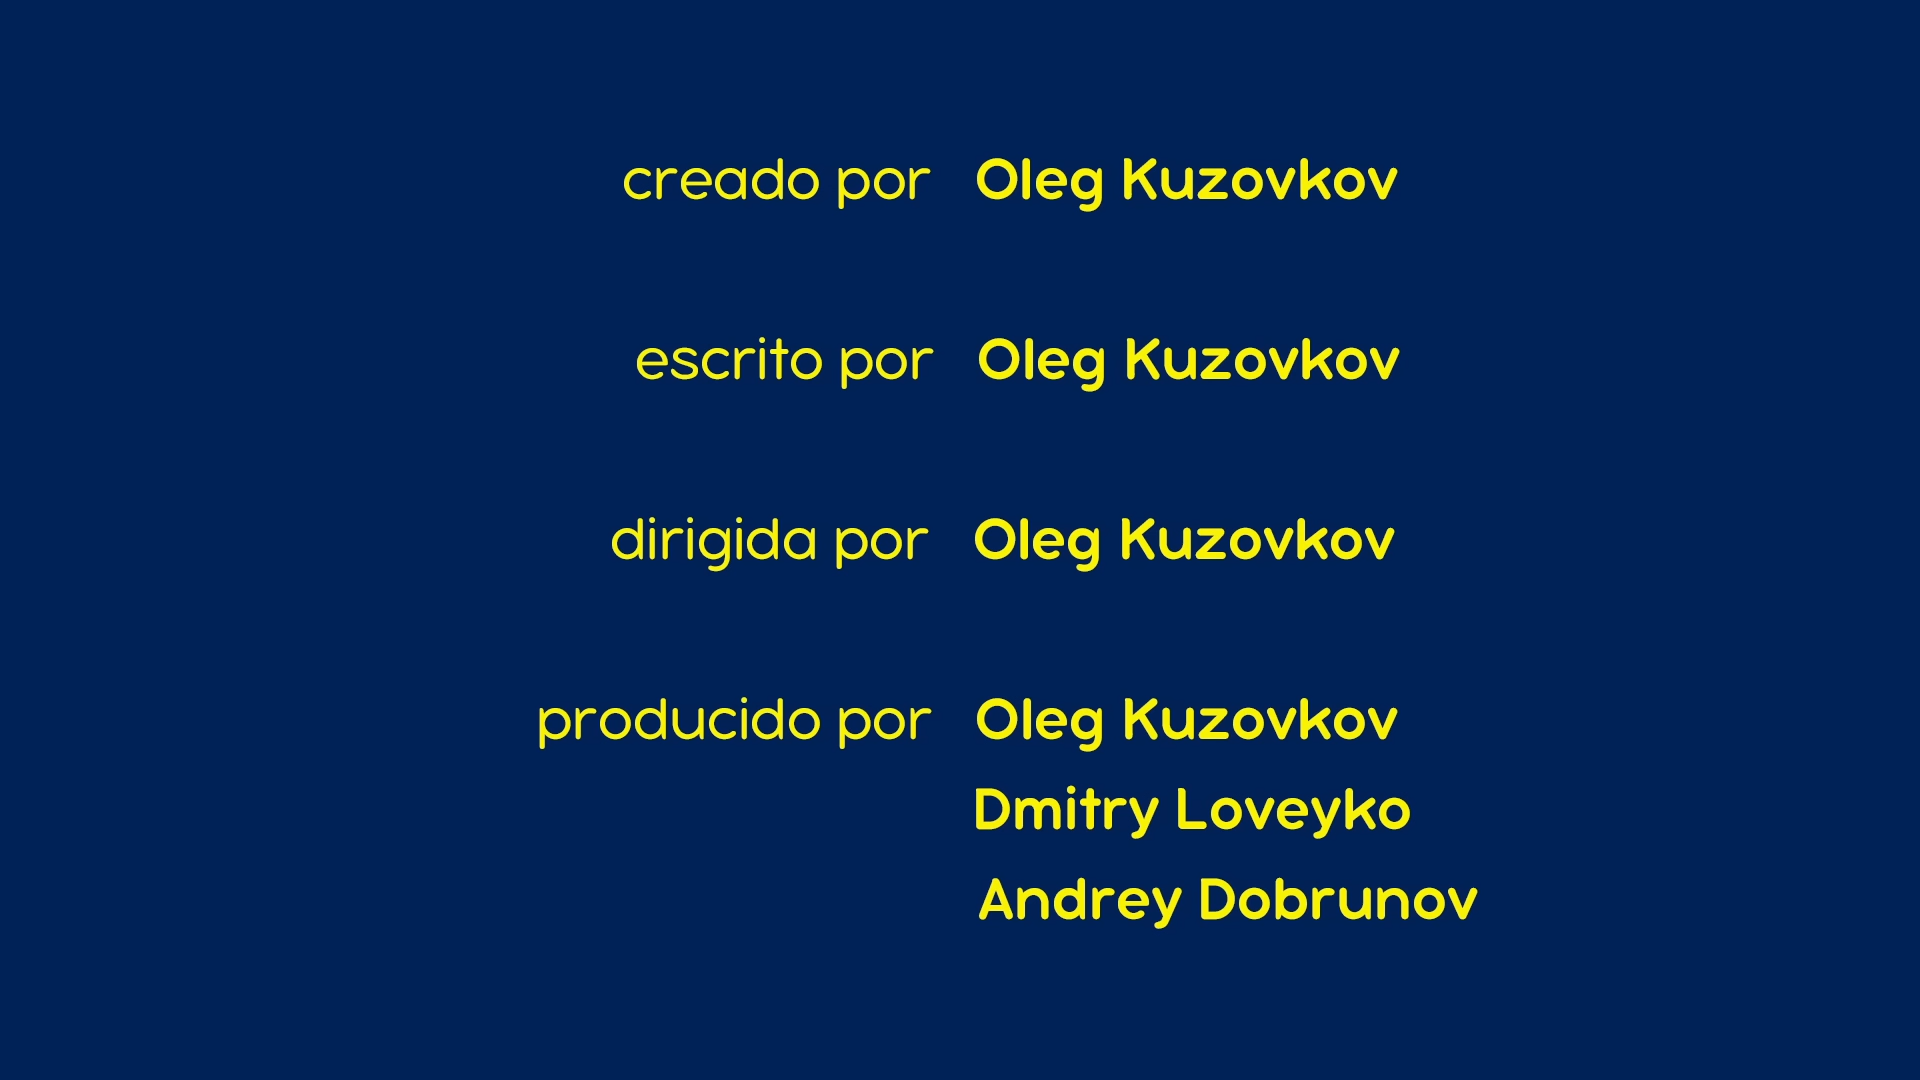 creado por Oleg Kuzovkov
escrito por Oleg Kuzovkov
dirigida por Oleg Kuzovkov
producido por Oleg Kuzovkov
Dmitry Loveyko
Andrey Dobrunov